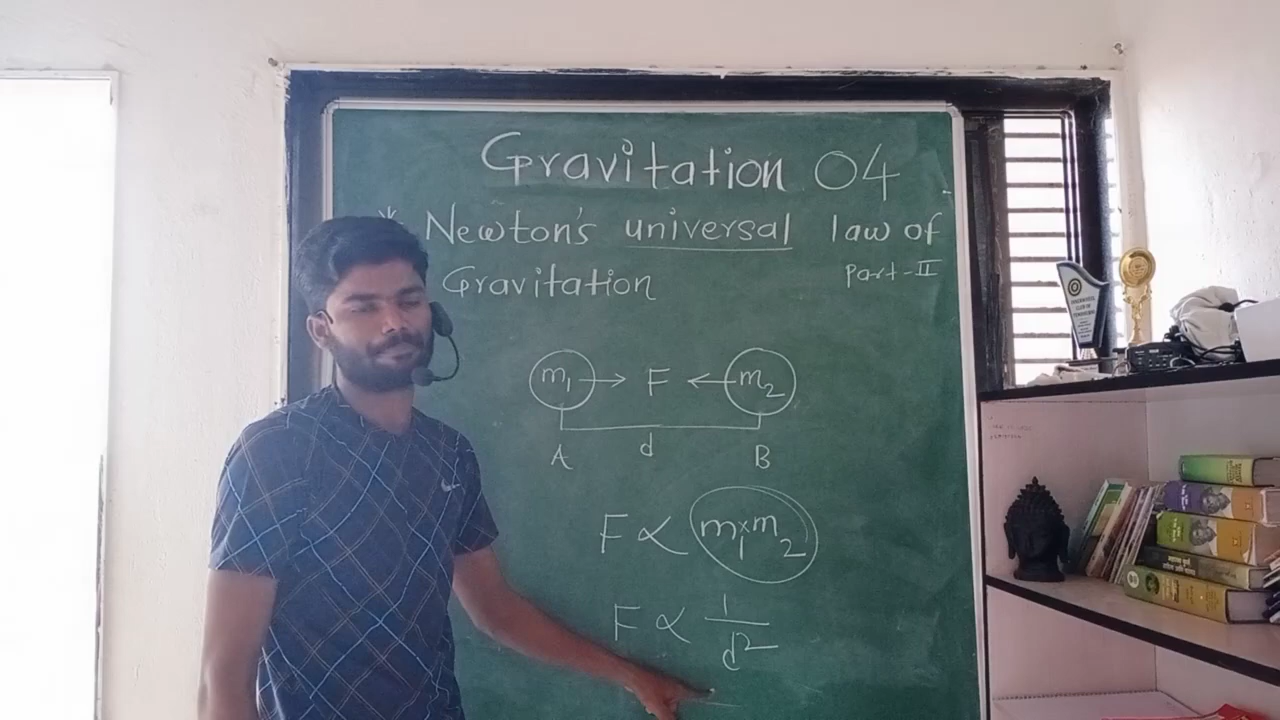 Gravitation 04
* Newton's universal law of
Gravitation
Part-II
m₁ → F ← m₂
A d B
F ∝ m₁×m₂
F ∝ 1/d²